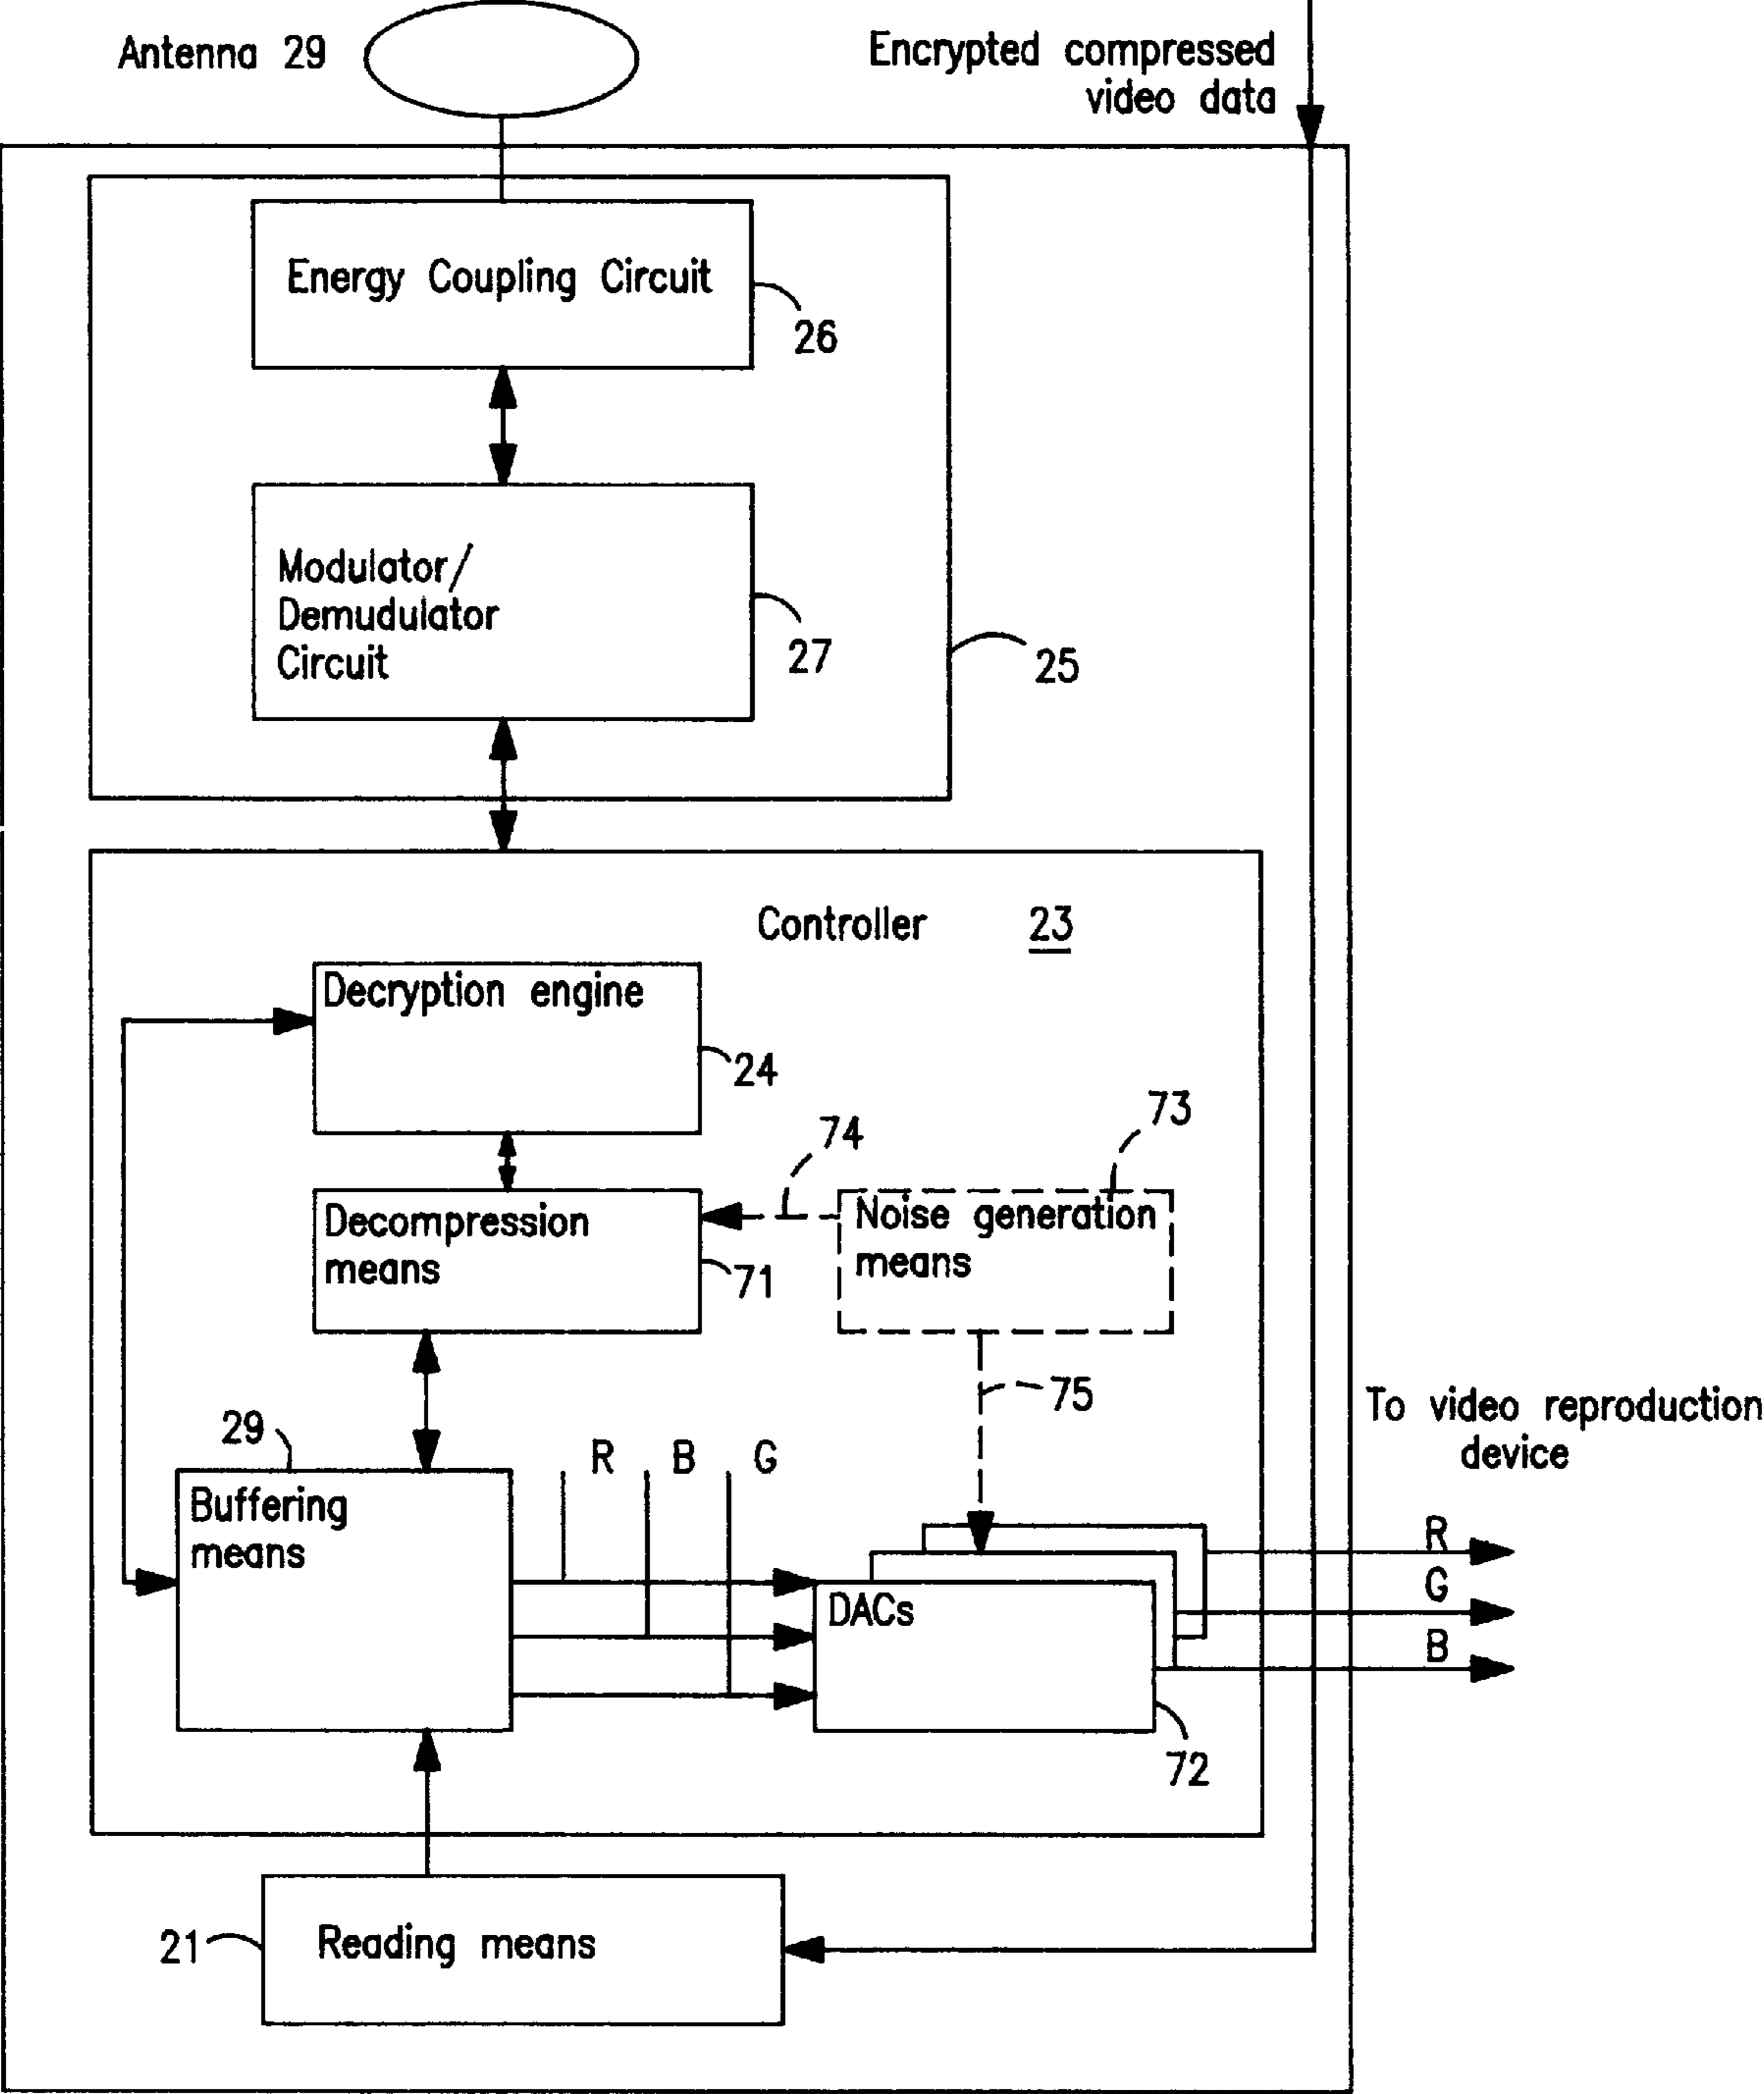 Antenna 29
Encrypted compressed
video data
Energy Coupling Circuit
26
Modulator/
Demudulator
Circuit
27
25
Controller 23
Decryption engine
24
74
73
Decompression
means
71
Noise generation
means
75
To video reproduction
device
29
R B G
Buffering
means
R
G
B
DACs
72
21
Reading means